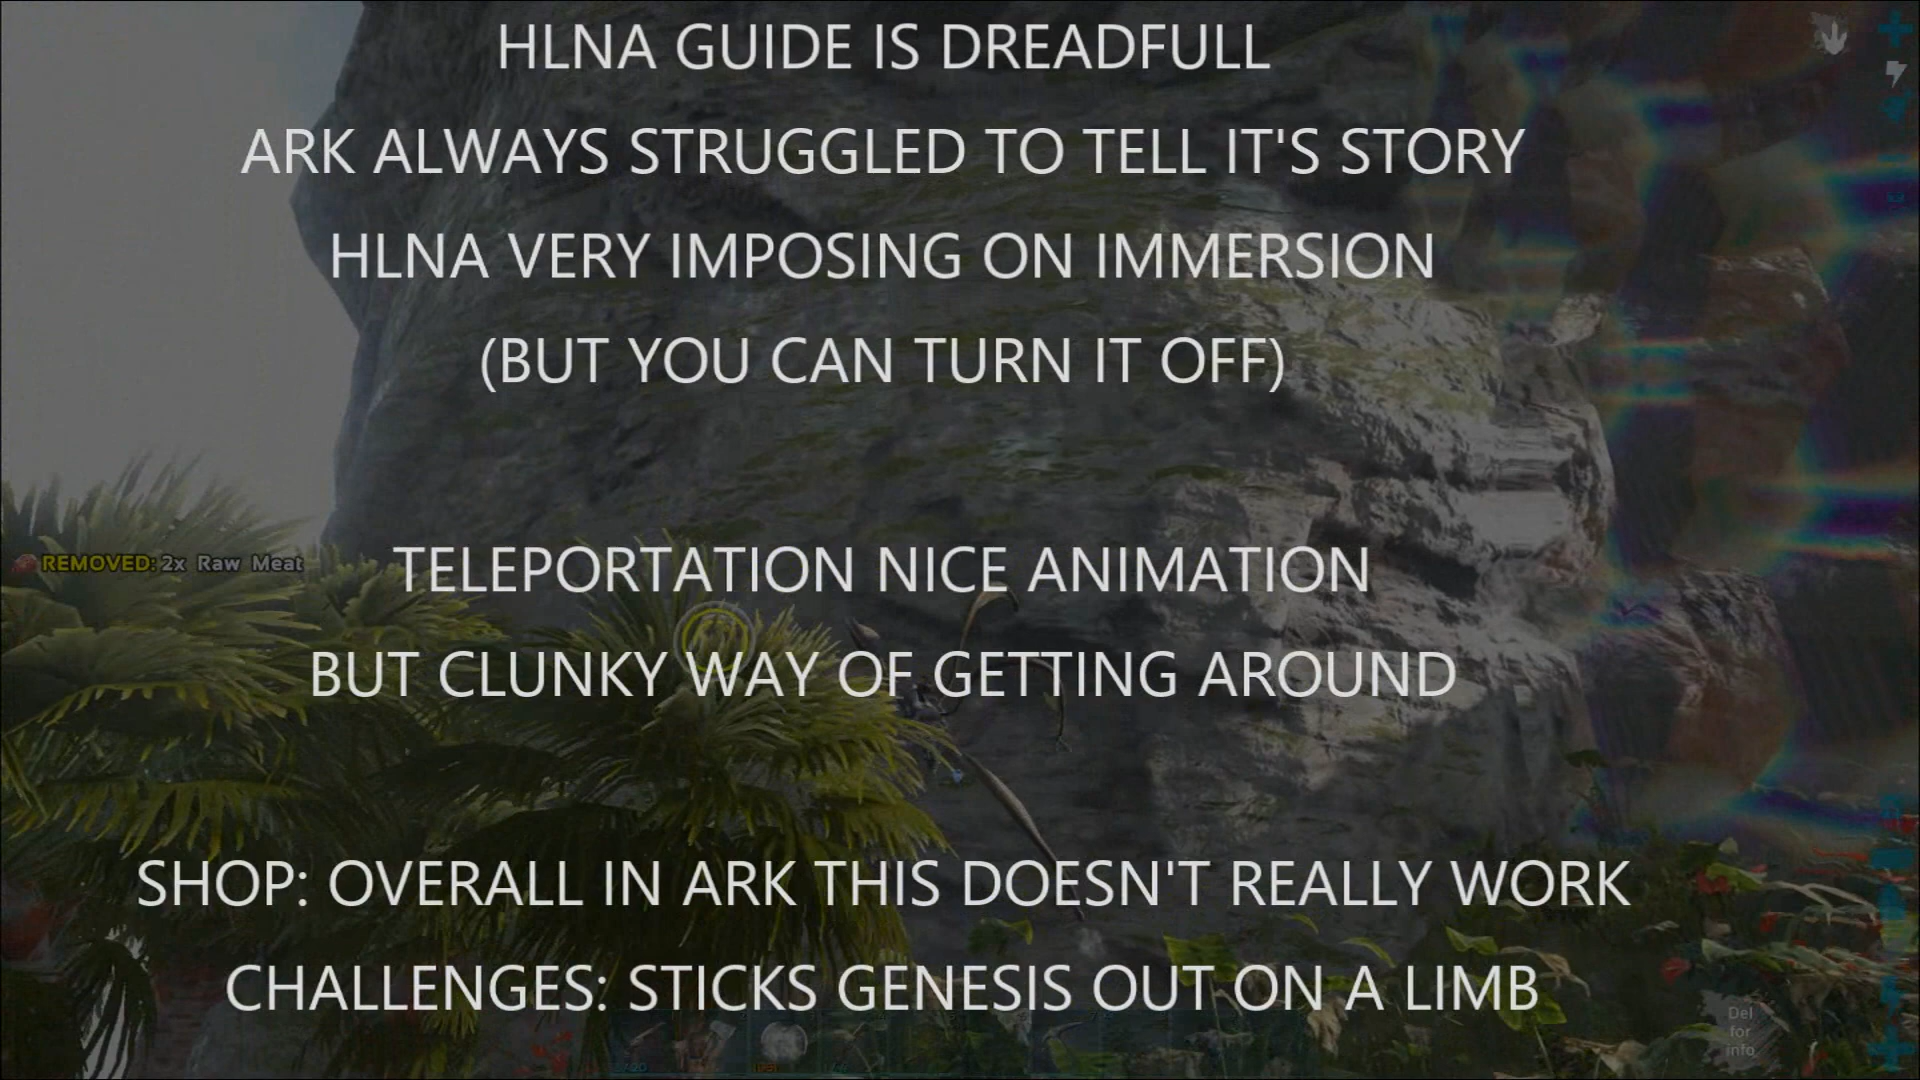 HLNA GUIDE IS DREADFULL
ARK ALWAYS STRUGGLED TO TELL IT'S STORY
HLNA VERY IMPOSING ON IMMERSION
(BUT YOU CAN TURN IT OFF)
REMOVED: 2x Raw Meat
TELEPORTATION NICE ANIMATION
BUT CLUNKY WAY OF GETTING AROUND
SHOP: OVERALL IN ARK THIS DOESN'T REALLY WORK
CHALLENGES: STICKS GENESIS OUT ON A LIMB
Del
for
info